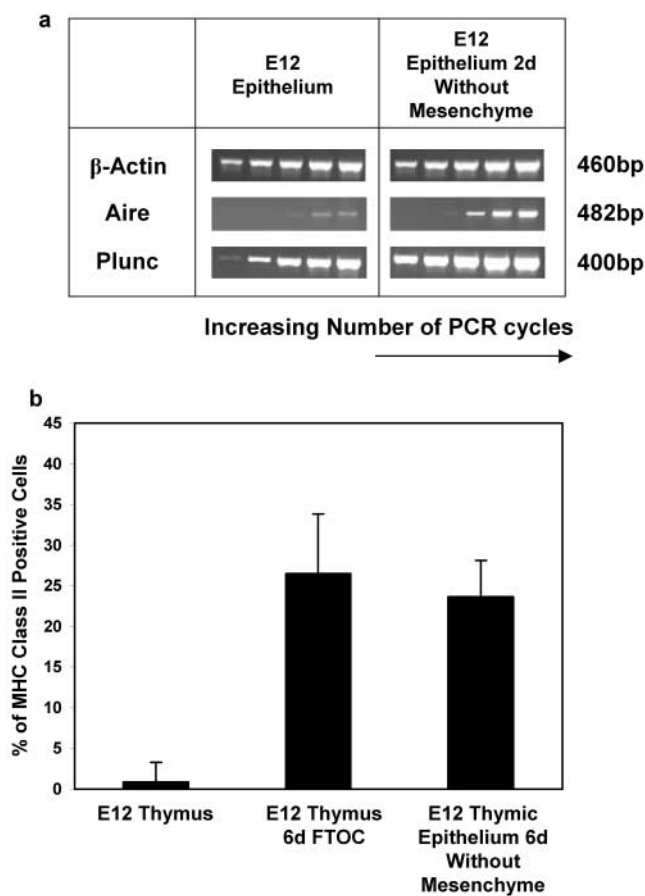 a
E12
Epithelium
E12
Epithelium 2d
Without
Mesenchyme
β-Actin
460bp
Aire
482bp
Plunc
400bp
Increasing Number of PCR cycles
b
% of MHC Class II Positive Cells
45
40
35
30
25
20
15
10
5
0
E12 Thymus
E12 Thymus
6d FTOC
E12 Thymic
Epithelium 6d
Without
Mesenchyme